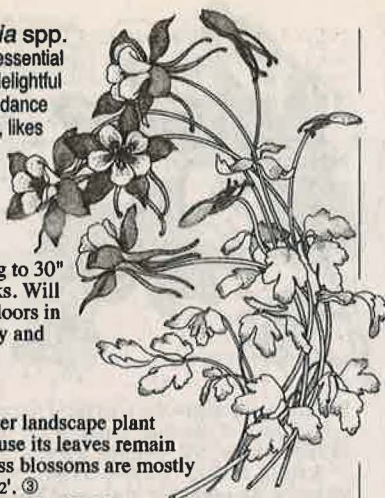 ia spp.
essential
delightful
dance
, likes
g to 30"
ks. Will
doors in
y and
er landscape plant
use its leaves remain
ss blossoms are mostly
2'. ③